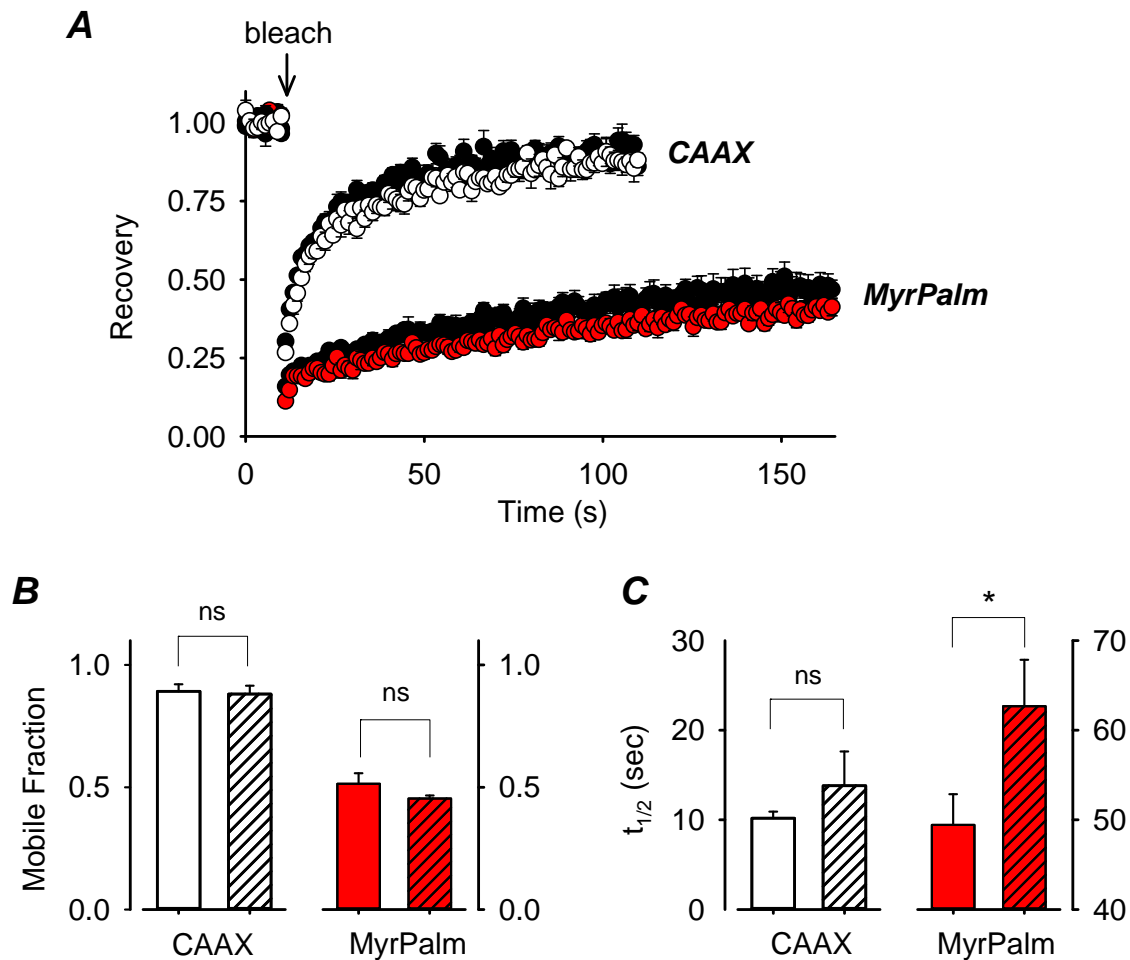 A
bleach
1.00
0.75
0.50
0.25
0.00
Recovery
CAAX
MyrPalm
0 50 100 150
Time (s)
B
ns
ns
1.0
0.5
0.0
Mobile Fraction
1.0
0.5
0.0
CAAX MyrPalm
C
ns
*
30
20
10
0
t1/2 (sec)
70
60
50
40
CAAX MyrPalm